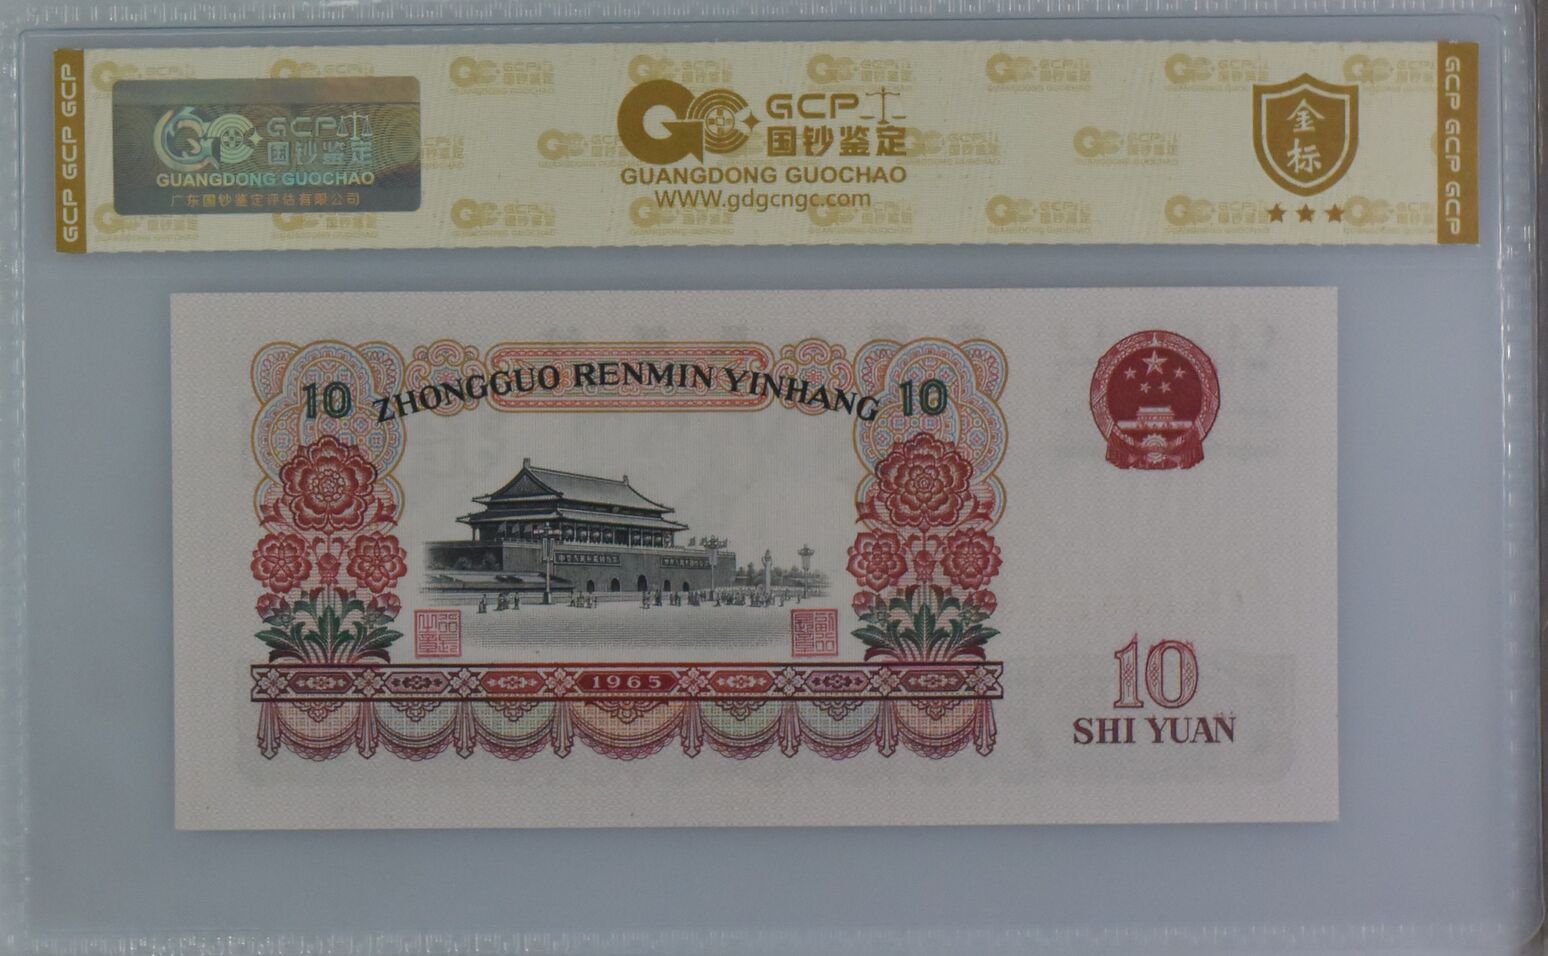 GCP GCP GCP
GCP 国钞鉴定
GUANGDONG GUOCHAO
广东国钞鉴定评估有限公司
GCP
国钞鉴定
GUANGDONG GUOCHAO
www.gdgcngc.com
金标
GCP GCP GCP
10 ZHONGGUO RENMIN YINHANG 10
1965
10
SHI YUAN